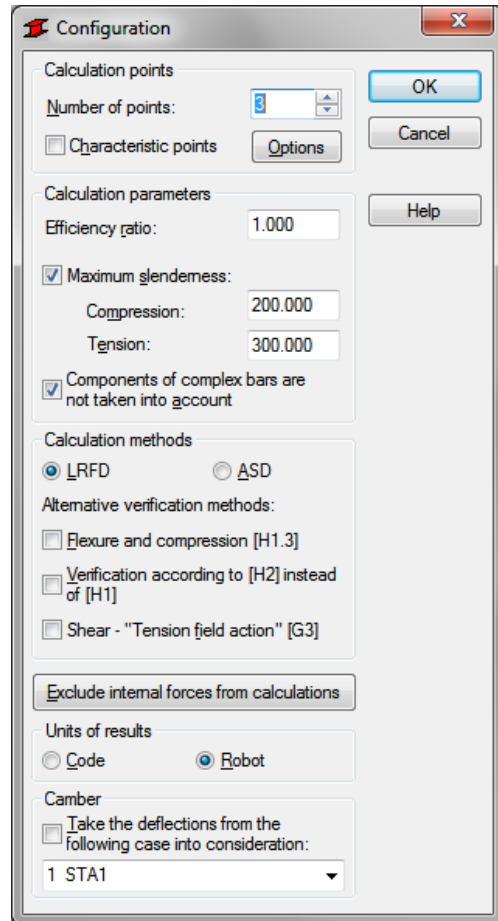 Configuration
Calculation points
Number of points: 3
Characteristic points Options
OK
Cancel
Help
Calculation parameters
Efficiency ratio: 1.000
Maximum slenderness:
Compression: 200.000
Tension: 300.000
Components of complex bars are
not taken into account
Calculation methods
LRFD ASD
Alternative verification methods:
Flexure and compression [H1.3]
Verification according to [H2] instead
of [H1]
Shear - "Tension field action" [G3]
Exclude internal forces from calculations
Units of results
Code Robot
Camber
Take the deflections from the
following case into consideration:
1 STA1